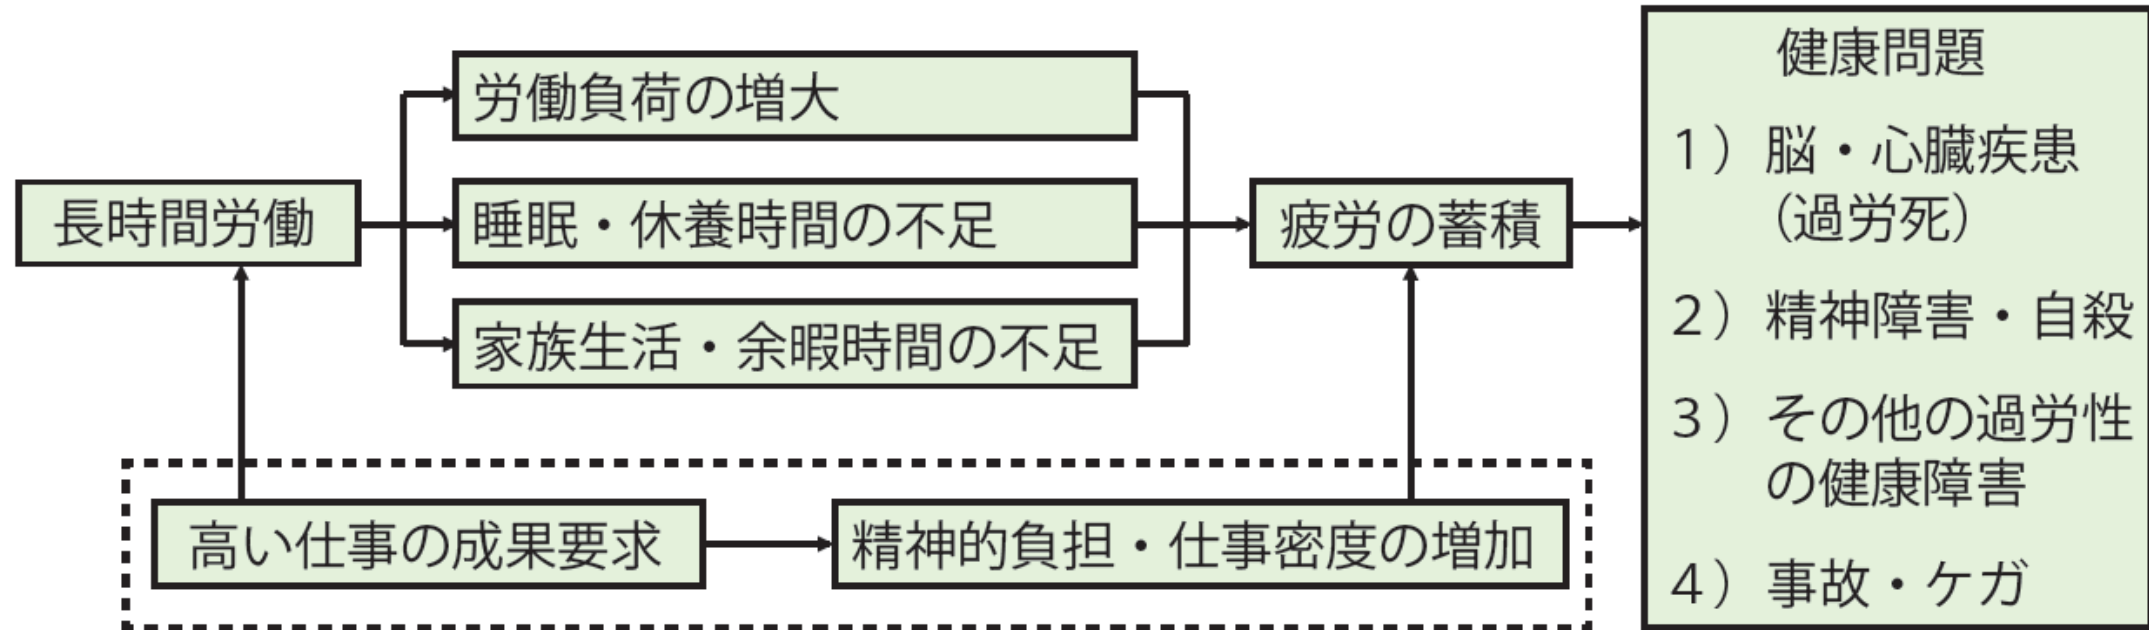 長時間労働
労働負荷の増大
睡眠・休養時間の不足
家族生活・余暇時間の不足
疲労の蓄積
高い仕事の成果要求
精神的負担・仕事密度の増加
健康問題
1）脳・心臓疾患
（過労死）
2）精神障害・自殺
3）その他の過労性
の健康障害
4）事故・ケガ